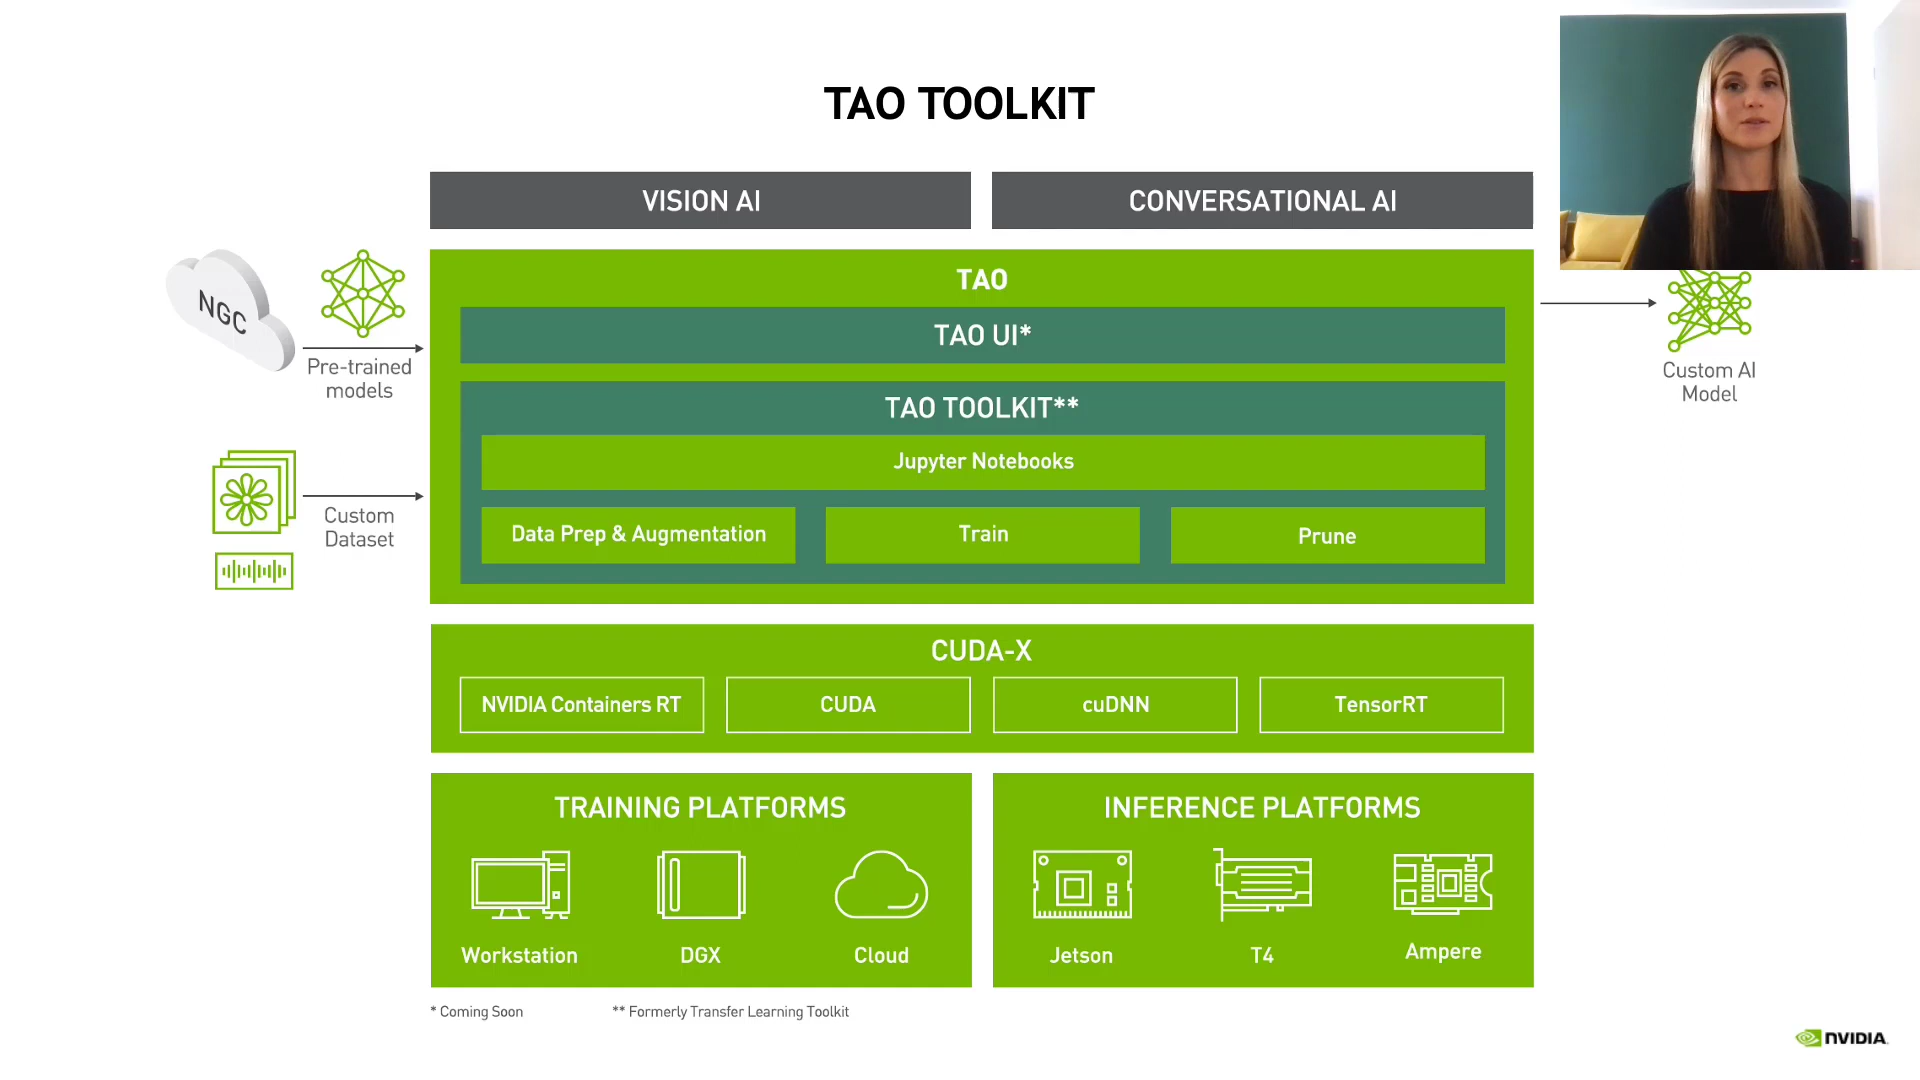 TAO TOOLKIT
VISION AI
CONVERSATIONAL AI
NGC
Pre-trained
models
Custom
Dataset
TAO
TAO UI*
TAO TOOLKIT**
Jupyter Notebooks
Data Prep & Augmentation
Train
Prune
Custom AI
Model
CUDA-X
NVIDIA Containers RT
CUDA
cuDNN
TensorRT
TRAINING PLATFORMS
Workstation
DGX
Cloud
INFERENCE PLATFORMS
Jetson
T4
Ampere
* Coming Soon
** Formerly Transfer Learning Toolkit
NVIDIA